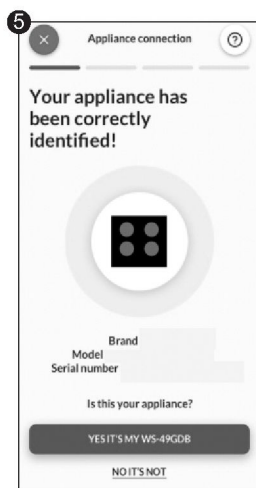 5
Appliance connection
?
Your appliance has
been correctly
identified!
Brand
Model
Serial number
Is this your appliance?
YES IT'S MY WS-49GDB
NO IT'S NOT